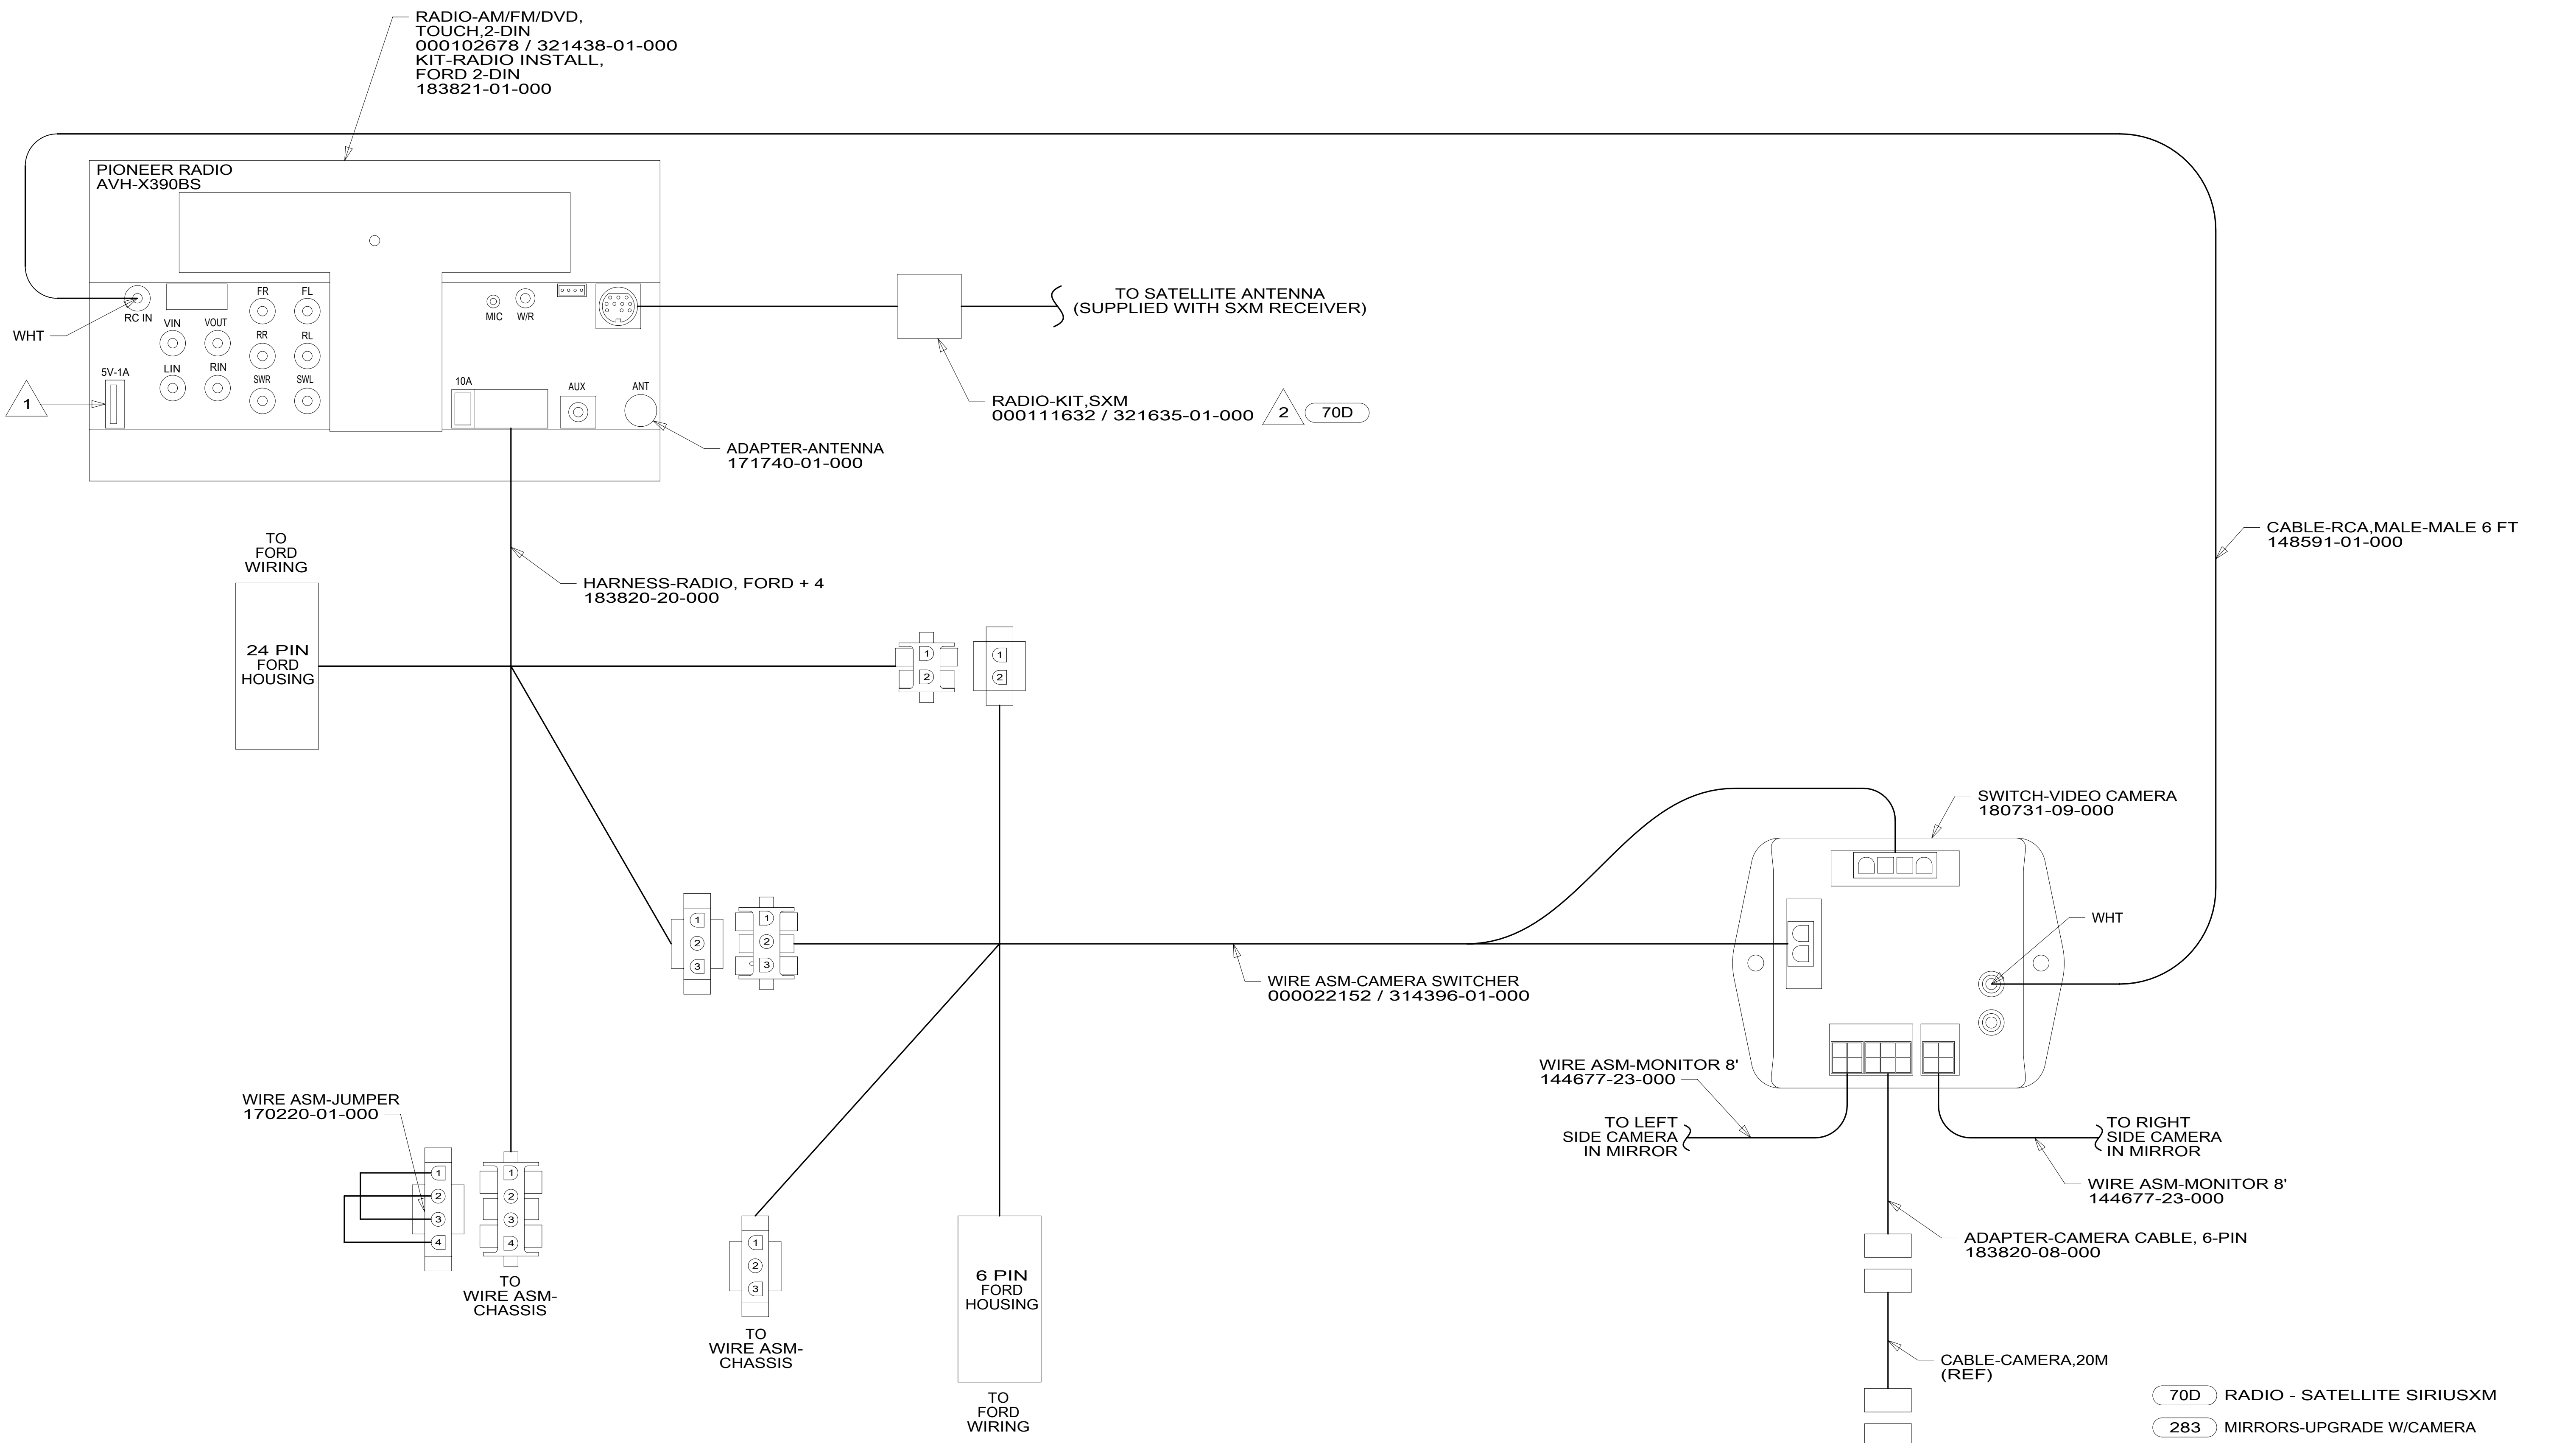 RADIO-AM/FM/DVD,
TOUCH,2-DIN
000102678 / 321438-01-000
KIT-RADIO INSTALL,
FORD 2-DIN
183821-01-000
PIONEER RADIO
AVH-X390BS
RC IN
VIN
VOUT
FR
FL
RR
RL
LIN
RIN
SWR
SWL
MIC
W/R
WHT
5V-1A
1
10A
AUX
ANT
TO SATELLITE ANTENNA
(SUPPLIED WITH SXM RECEIVER)
RADIO-KIT,SXM
000111632 / 321635-01-000
2
70D
ADAPTER-ANTENNA
171740-01-000
CABLE-RCA,MALE-MALE 6 FT
148591-01-000
TO
FORD
WIRING
24 PIN
FORD
HOUSING
HARNESS-RADIO, FORD + 4
183820-20-000
1
2
1
2
SWITCH-VIDEO CAMERA
180731-09-000
WHT
1
2
3
1
2
3
WIRE ASM-CAMERA SWITCHER
000022152 / 314396-01-000
WIRE ASM-MONITOR 8'
144677-23-000
TO LEFT
SIDE CAMERA
IN MIRROR
TO RIGHT
SIDE CAMERA
IN MIRROR
WIRE ASM-MONITOR 8'
144677-23-000
WIRE ASM-JUMPER
170220-01-000
1
2
3
4
1
2
3
4
TO
WIRE ASM-
CHASSIS
1
2
3
TO
WIRE ASM-
CHASSIS
6 PIN
FORD
HOUSING
TO
FORD
WIRING
ADAPTER-CAMERA CABLE, 6-PIN
183820-08-000
CABLE-CAMERA,20M
(REF)
70D RADIO - SATELLITE SIRIUSXM
283 MIRRORS-UPGRADE W/CAMERA